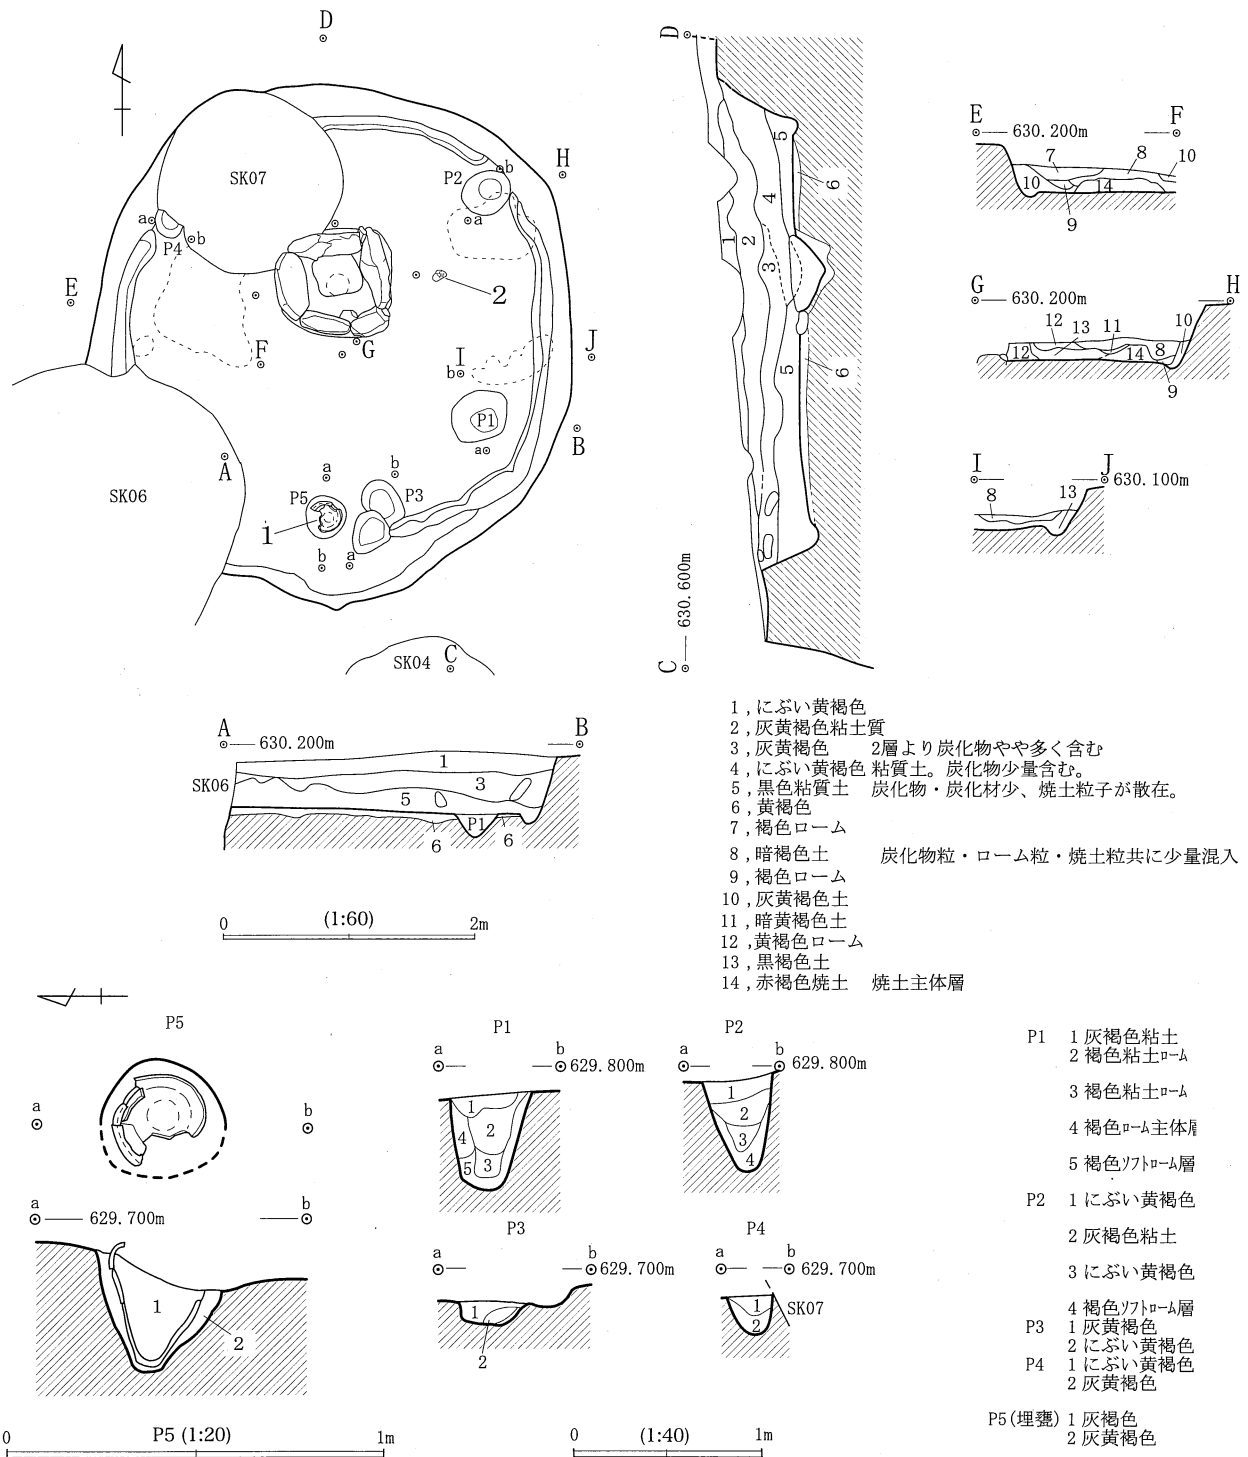 D
SK07
P2
b
a
H
a
P4
b
E
2
F
G
I
b
J
P1
a
B
A
SK06
a
b
P5
P3
1
b
a
SK04
C
D
1
2
3
4
5
5
6
6
C
630.600m
E
630.200m
F
7
8
10
10
14
9
G
630.200m
H
12
13
11
10
12
14
8
9
I
J
630.100m
8
13
A
630.200m
B
SK06
1
3
5
P1
6
6
0
(1:60)
2m
1,にぶい黄褐色
2,灰黄褐色粘土質
3,灰黄褐色 2層より炭化物やや多く含む
4,にぶい黄褐色 粘質土。炭化物少量含む。
5,黒色粘質土 炭化物・炭化材少、焼土粒子が散在。
6,黄褐色
7,褐色ローム
8,暗褐色土 炭化物粒・ローム粒・焼土粒共に少量混入
9,褐色ローム
10,灰黄褐色土
11,暗黄褐色土
12,黄褐色ローム
13,黒褐色土
14,赤褐色焼土 焼土主体層
P5
a
b
a
629.700m
b
1
2
P5 (1:20)
0
1m
P1
a
b
629.800m
1
2
4
5
3
P2
a
b
629.800m
1
2
3
4
P3
a
b
629.700m
1
2
P4
a
b
629.700m
1
2
SK07
0
(1:40)
1m
P1 1 灰褐色粘土
2 褐色粘土ローム
3 褐色粘土ローム
4 褐色ローム主体層
5 褐色ソフトローム層
P2 1 にぶい黄褐色
2 灰褐色粘土
3 にぶい黄褐色
4 褐色ソフトローム層
P3 1 灰黄褐色
2 にぶい黄褐色
P4 1 にぶい黄褐色
2 灰黄褐色
P5(埋甕) 1 灰褐色
2 灰黄褐色